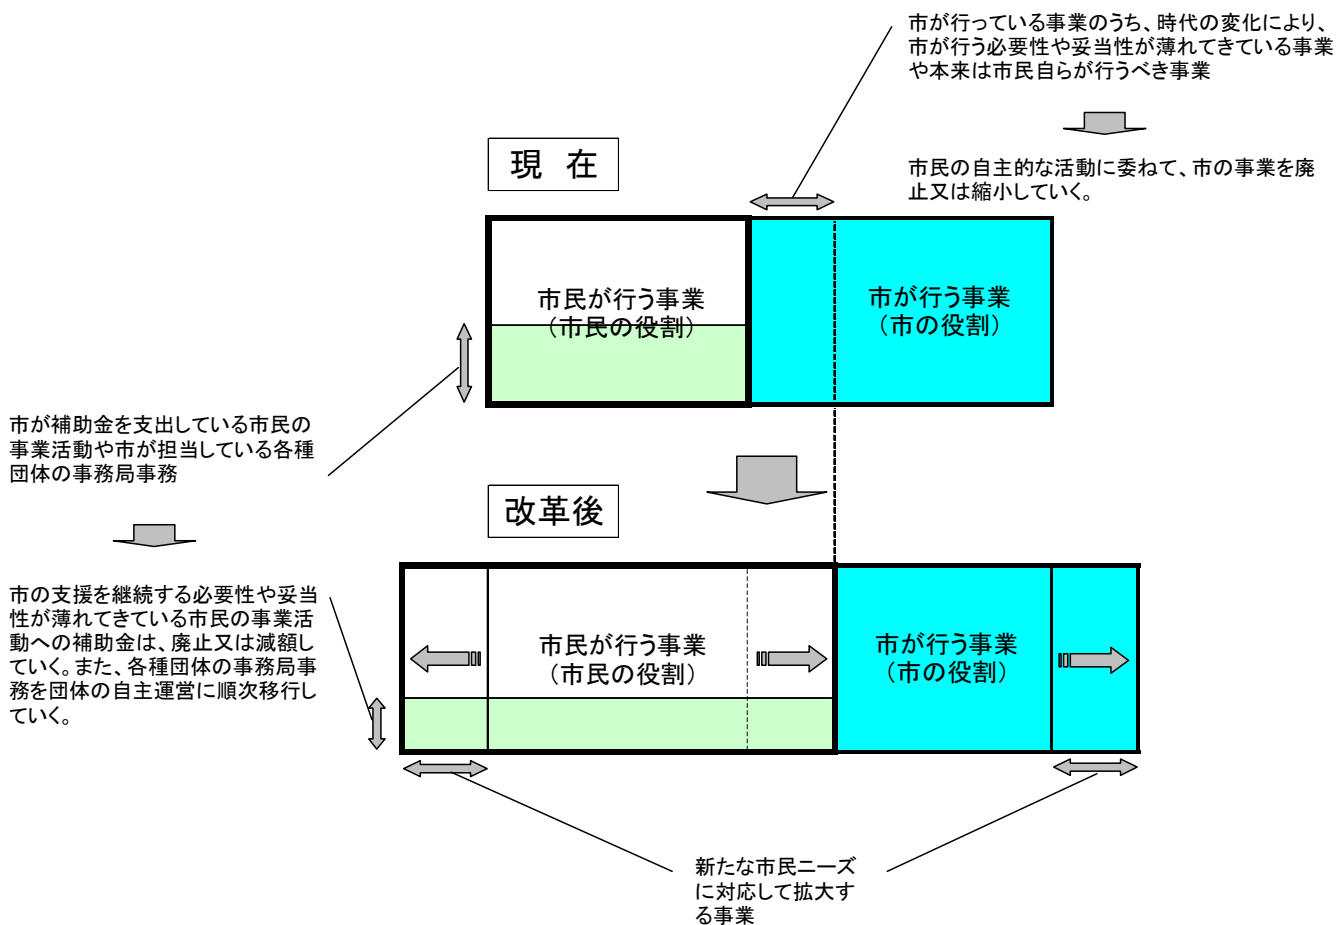 市が行っている事業のうち、時代の変化により、
市が行う必要性や妥当性が薄れてきている事業
や本来は市民自らが行うべき事業
市民の自主的な活動に委ねて、市の事業を廃
止又は縮小していく。
現 在
市民が行う事業
（市民の役割）
市が行う事業
（市の役割）
市が補助金を支出している市民の
事業活動や市が担当している各種
団体の事務局事務
改革後
市の支援を継続する必要性や妥当
性が薄れてきている市民の事業活
動への補助金は、廃止又は減額し
ていく。また、各種団体の事務局事
務を団体の自主運営に順次移行し
ていく。
市民が行う事業
（市民の役割）
市が行う事業
（市の役割）
新たな市民ニーズ
に対応して拡大す
る事業